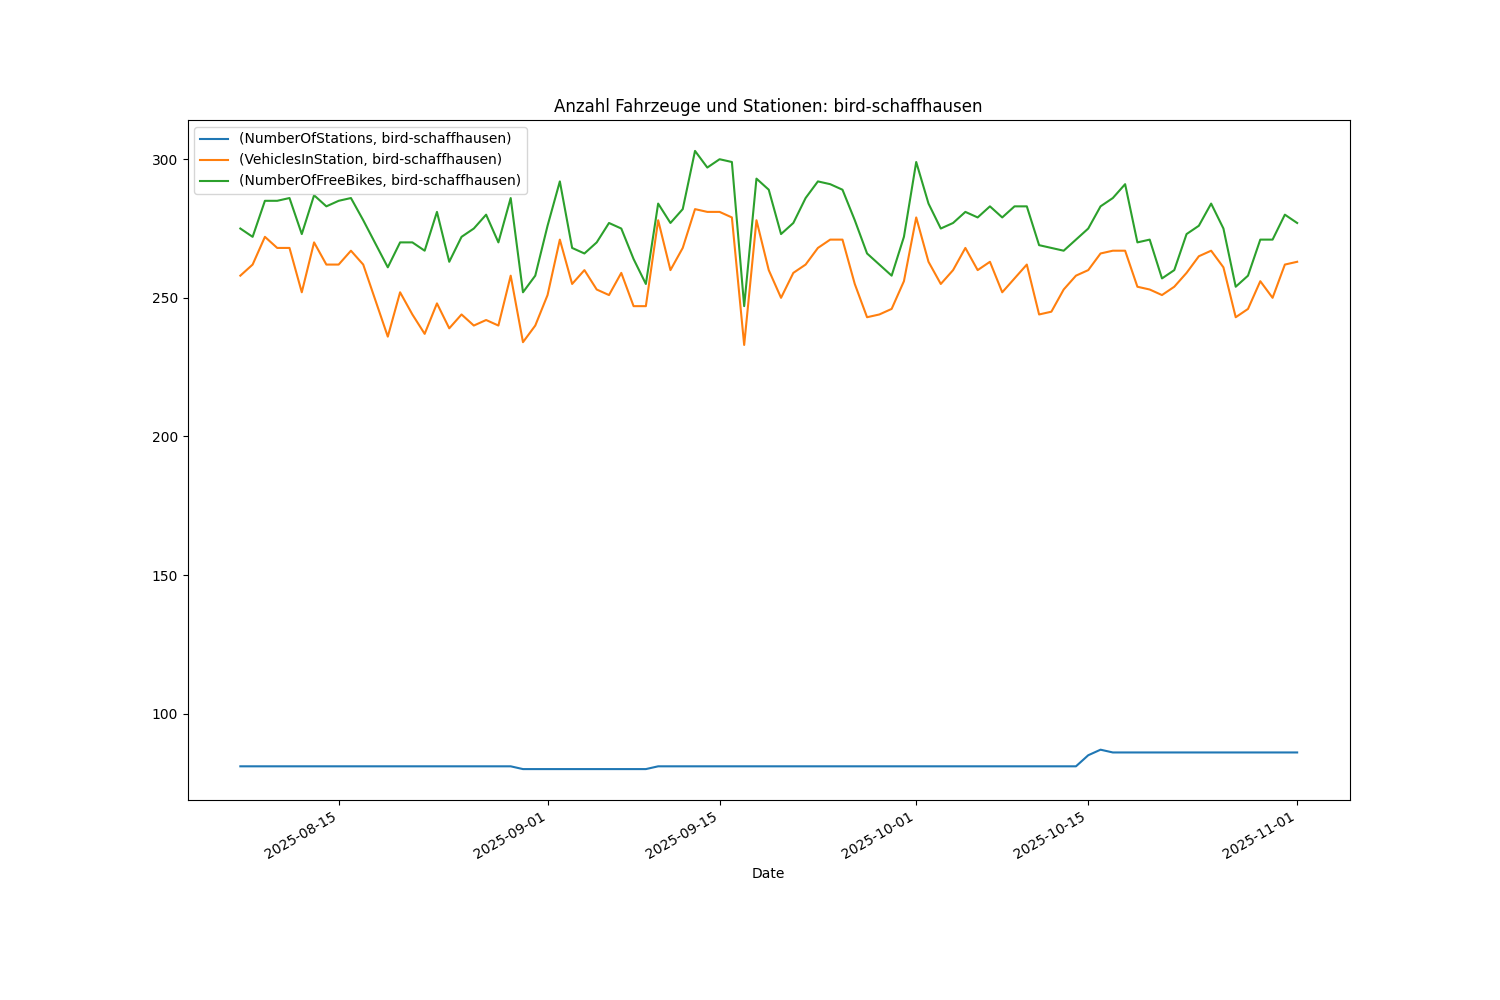 Anzahl Fahrzeuge und Stationen: bird-schaffhausen
(NumberOfStations, bird-schaffhausen)
(VehiclesInStation, bird-schaffhausen)
(NumberOfFreeBikes, bird-schaffhausen)
300
250
200
150
100
2025-08-15
2025-09-01
2025-09-15
2025-10-01
2025-10-15
2025-11-01
Date